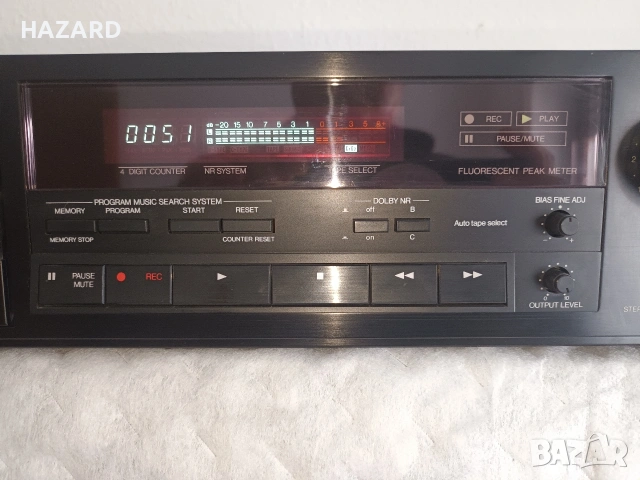 HAZARD
0051
dB -20 15 10 7 5 3 1 0 1 3 5 8+
L
R
REC PLAY
PAUSE/MUTE
4 DIGIT COUNTER NR SYSTEM TAPE SELECT FLUORESCENT PEAK METER
PROGRAM MUSIC SEARCH SYSTEM DOLBY NR BIAS FINE ADJ
MEMORY PROGRAM START RESET off B
Auto tape select
MEMORY STOP COUNTER RESET on C
PAUSE MUTE REC
0 10
OUTPUT LEVEL
STER
BAZAR